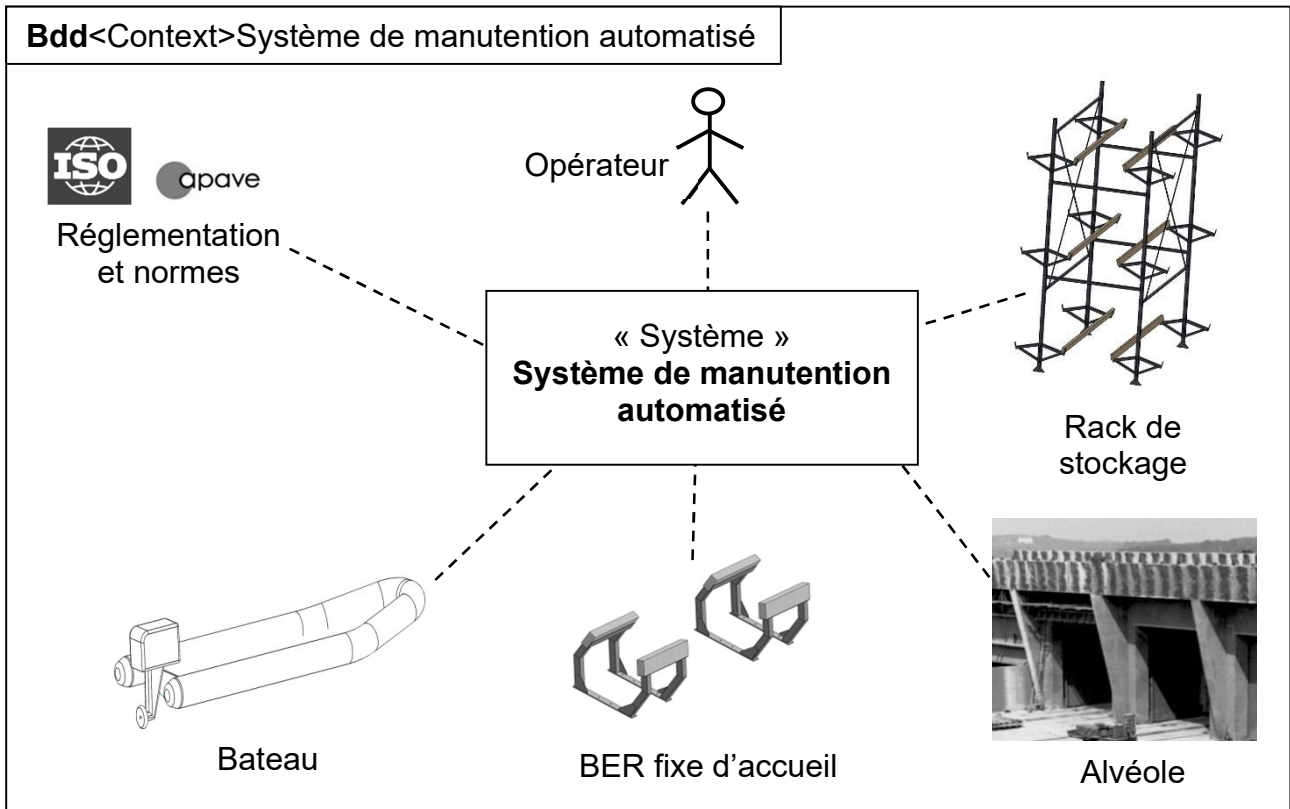 Bdd<Context>Système de manutention automatisé
ISO
apave
Réglementation
et normes
Opérateur
« Système »
Système de manutention
automatisé
Rack de
stockage
Bateau
BER fixe d’accueil
Alvéole